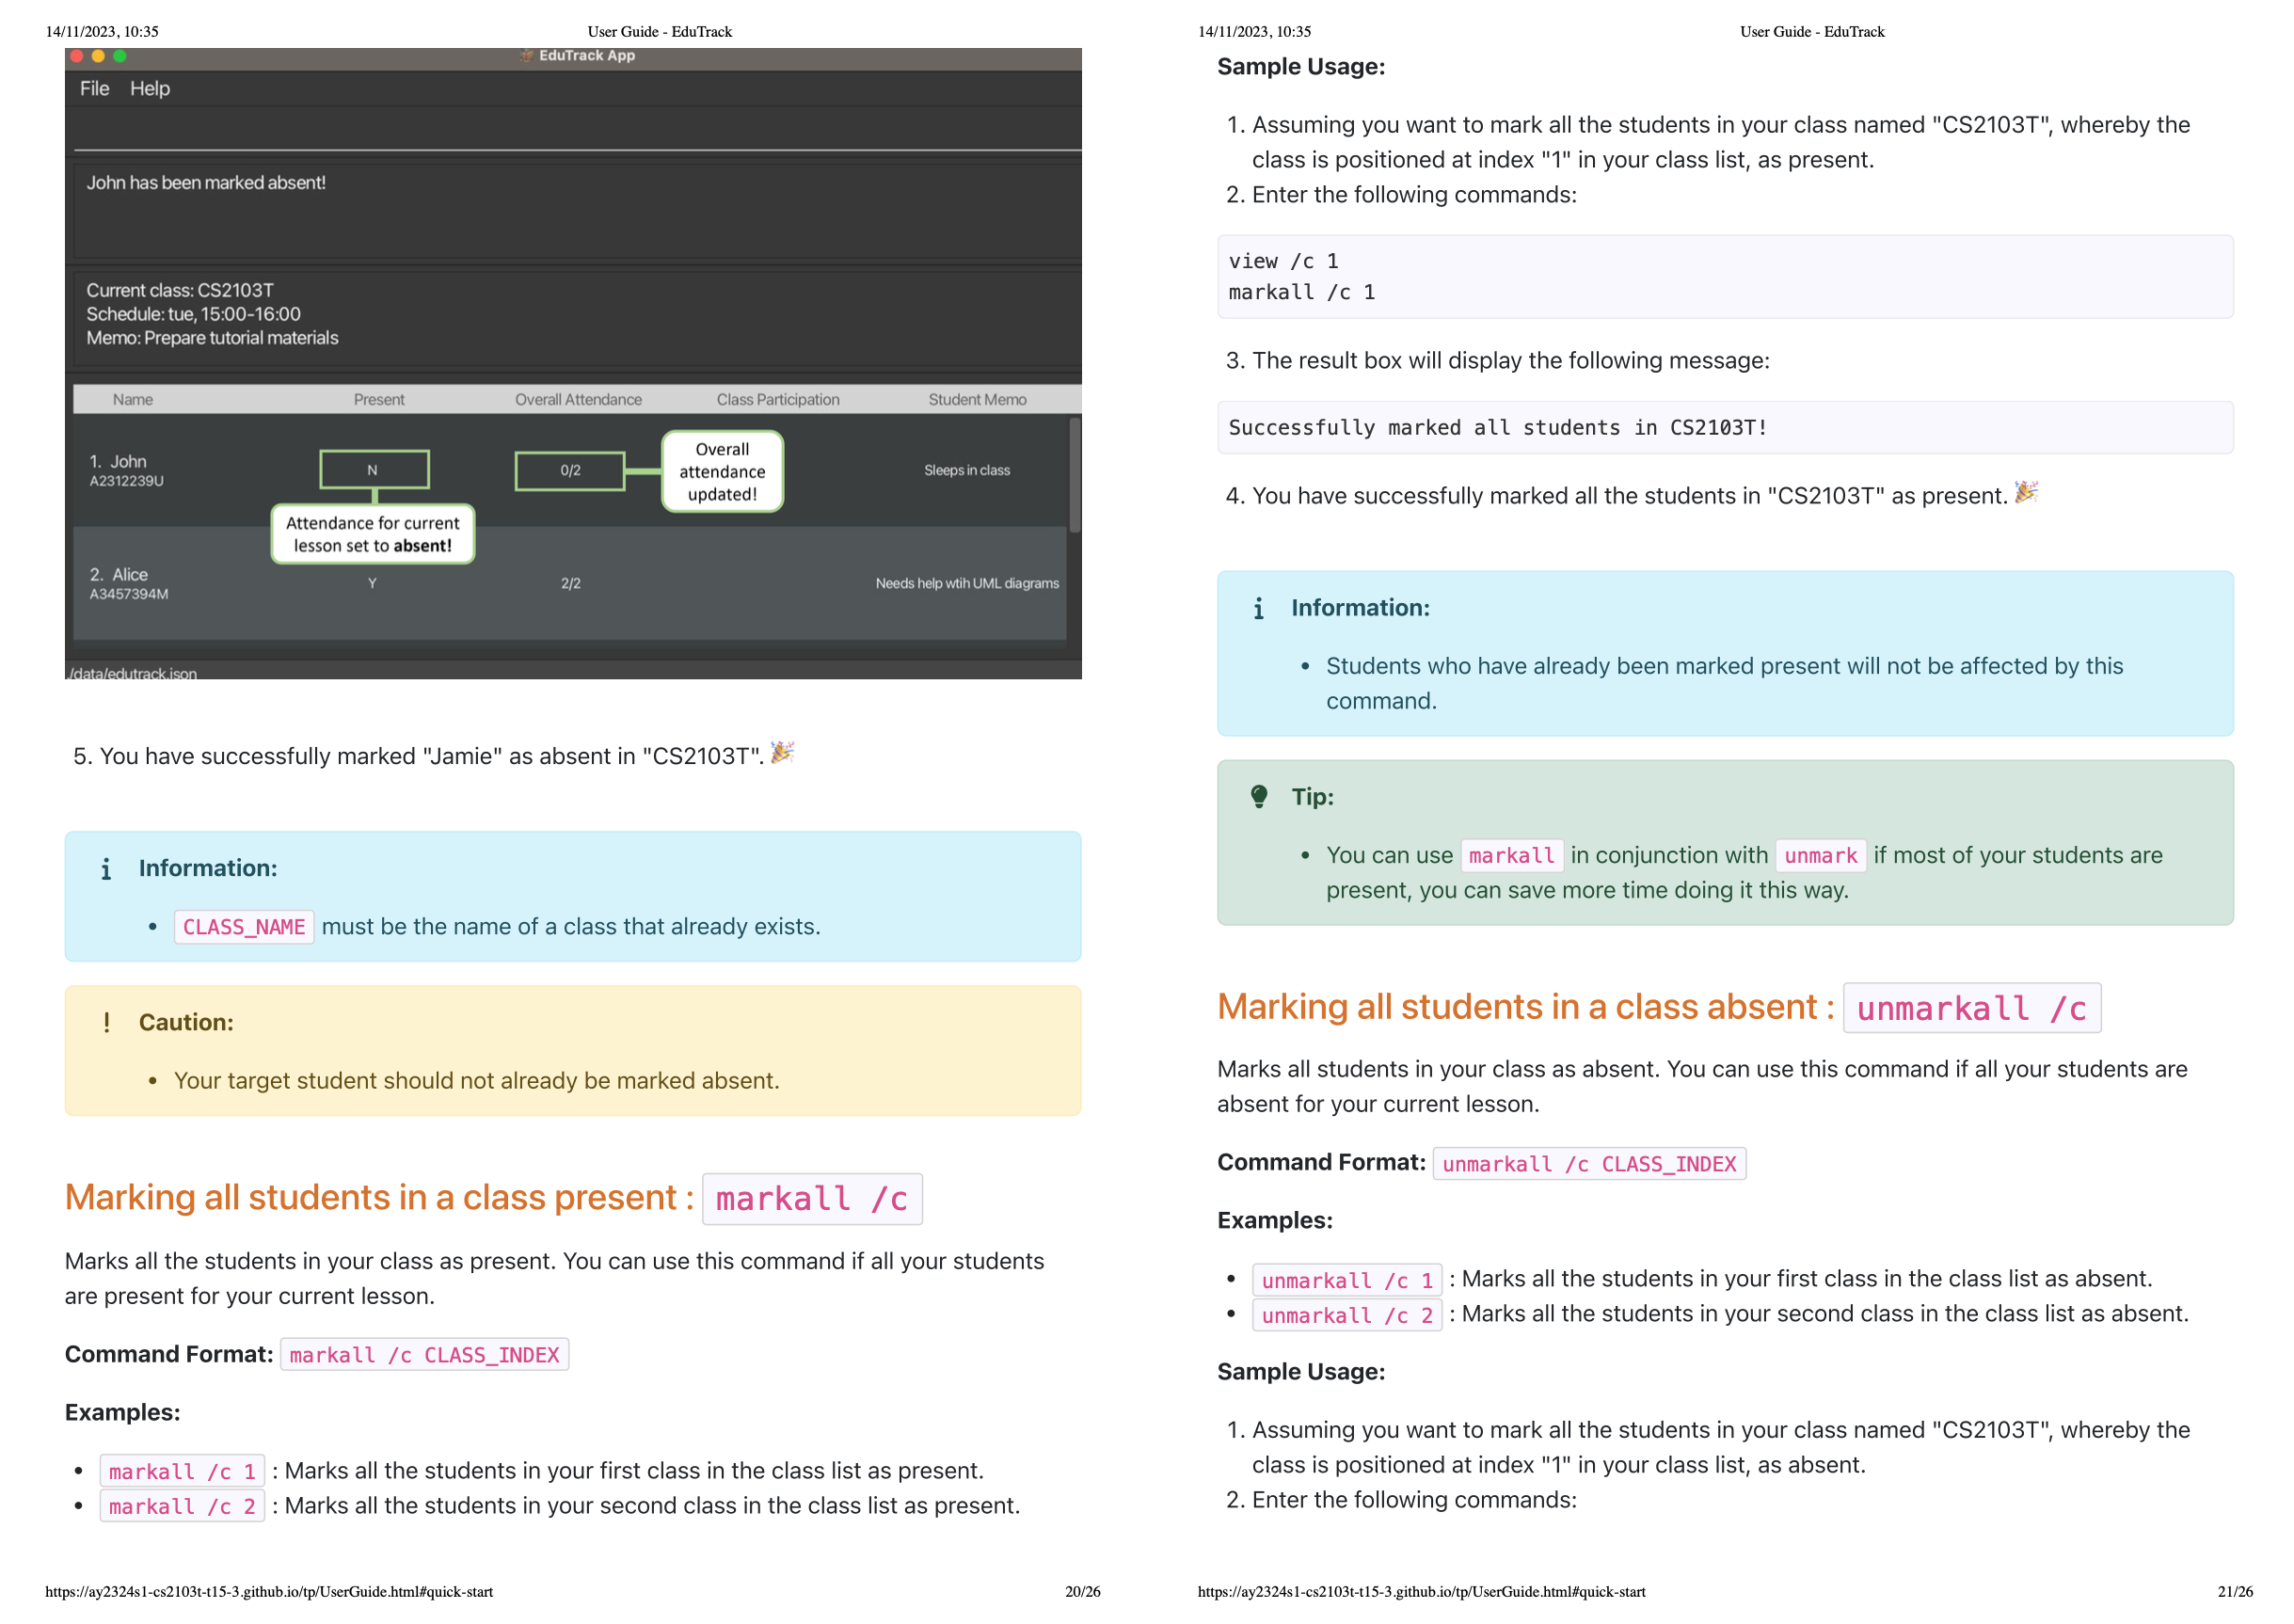 14/11/2023, 10:35
User Guide - EduTrack
EduTrack App
File Help
John has been marked absent!
Current class: CS2103T
Schedule: tue, 15:00-16:00
Memo: Prepare tutorial materials
Name Present Overall Attendance Class Participation Student Memo
1. John
A2312239U
N
0/2
Overall
attendance
updated!
Sleeps in class
Attendance for current
lesson set to absent!
2. Alice
A3457394M
Y
2/2
Needs help wtih UML diagrams
/data/edutrack.json
5. You have successfully marked "Jamie" as absent in "CS2103T". 🎉
Information:
• CLASS_NAME must be the name of a class that already exists.
Caution:
• Your target student should not already be marked absent.
Marking all students in a class present : markall /c
Marks all the students in your class as present. You can use this command if all your students
are present for your current lesson.
Command Format: markall /c CLASS_INDEX
Examples:
• markall /c 1 : Marks all the students in your first class in the class list as present.
• markall /c 2 : Marks all the students in your second class in the class list as present.
https://ay2324s1-cs2103t-t15-3.github.io/tp/UserGuide.html#quick-start
20/26
14/11/2023, 10:35
User Guide - EduTrack
Sample Usage:
1. Assuming you want to mark all the students in your class named "CS2103T", whereby the
class is positioned at index "1" in your class list, as present.
2. Enter the following commands:
view /c 1
markall /c 1
3. The result box will display the following message:
Successfully marked all students in CS2103T!
4. You have successfully marked all the students in "CS2103T" as present. 🎉
Information:
• Students who have already been marked present will not be affected by this
command.
Tip:
• You can use markall in conjunction with unmark if most of your students are
present, you can save more time doing it this way.
Marking all students in a class absent : unmarkall /c
Marks all students in your class as absent. You can use this command if all your students are
absent for your current lesson.
Command Format: unmarkall /c CLASS_INDEX
Examples:
• unmarkall /c 1 : Marks all the students in your first class in the class list as absent.
• unmarkall /c 2 : Marks all the students in your second class in the class list as absent.
Sample Usage:
1. Assuming you want to mark all the students in your class named "CS2103T", whereby the
class is positioned at index "1" in your class list, as absent.
2. Enter the following commands:
https://ay2324s1-cs2103t-t15-3.github.io/tp/UserGuide.html#quick-start
21/26